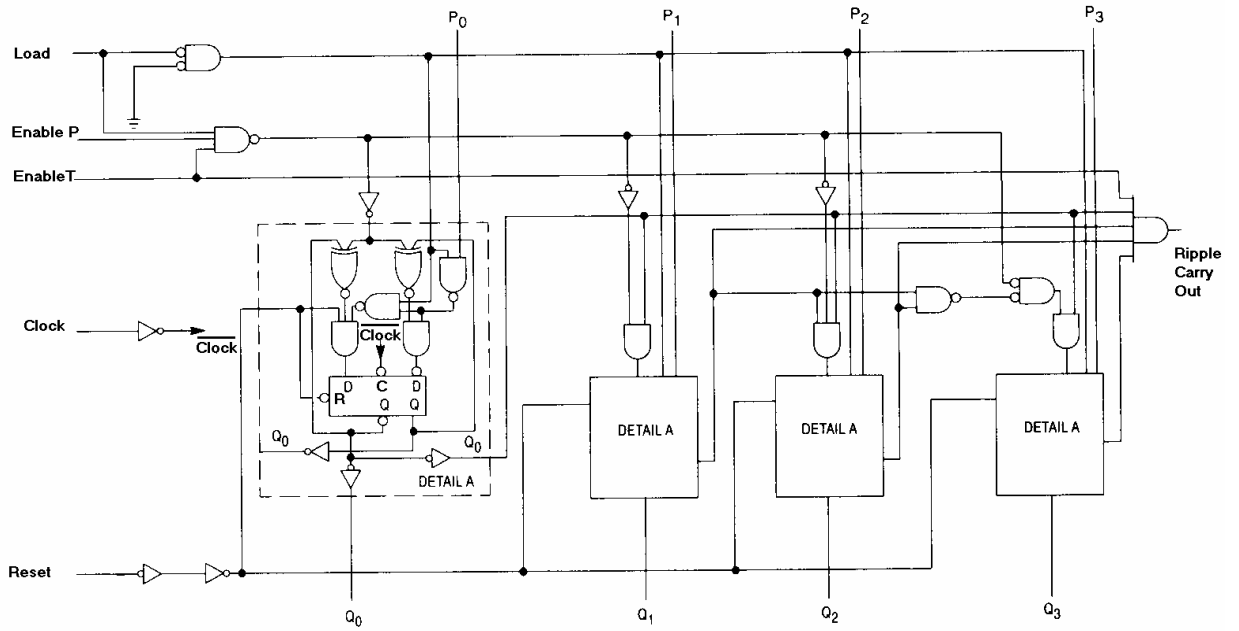 P0
P1
P2
P3
Load
Enable P
EnableT
Ripple
Carry
Out
Clock
Clock
Clock
D
C
D
R
Q
Q
Q0
Q0
DETAIL A
DETAIL A
DETAIL A
DETAIL A
Reset
Q0
Q1
Q2
Q3